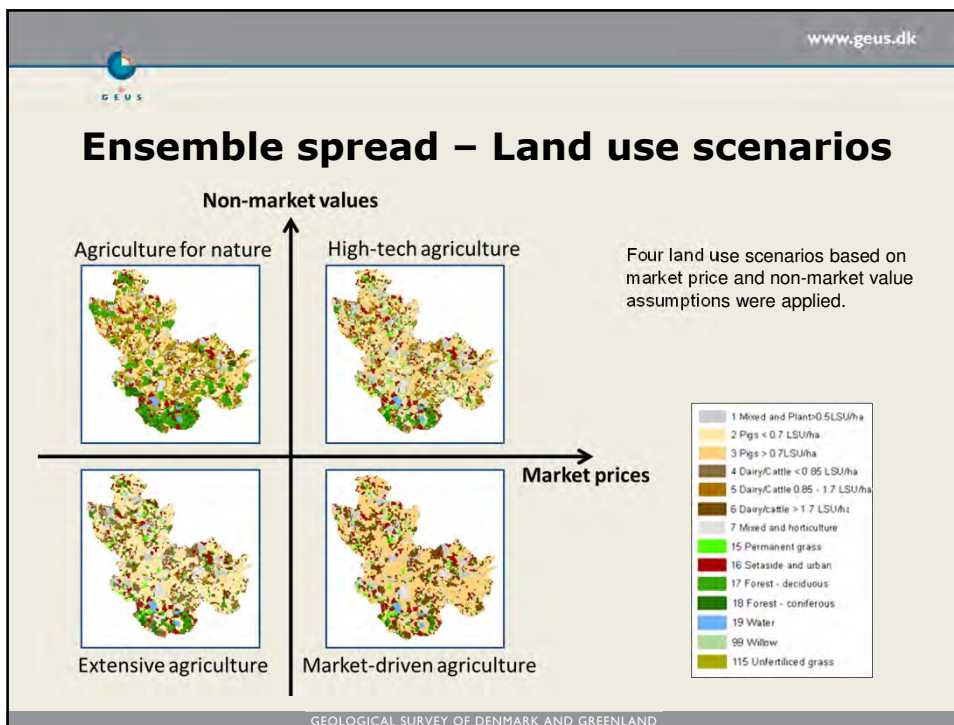 www.geus.dk
G E U S
Ensemble spread – Land use scenarios
Non-market values
Agriculture for nature
High-tech agriculture
Four land use scenarios based on
market price and non-market value
assumptions were applied.
Market prices
Extensive agriculture
Market-driven agriculture
1 Mixed and Plant>0.5LSU/ha
2 Pigs < 0.7 LSU/ha
3 Pigs > 0.7LSU/ha
4 Dairy/Cattle < 0.85 LSU/ha
5 Dairy/Cattle 0.85 - 1.7 LSU/ha
6 Dairy/cattle > 1.7 LSU/ha
7 Mixed and horticulture
15 Permanent grass
16 Setaside and urban
17 Forest - deciduous
18 Forest - coniferous
19 Water
99 Willow
115 Unfertiliced grass
GEOLOGICAL SURVEY OF DENMARK AND GREENLAND